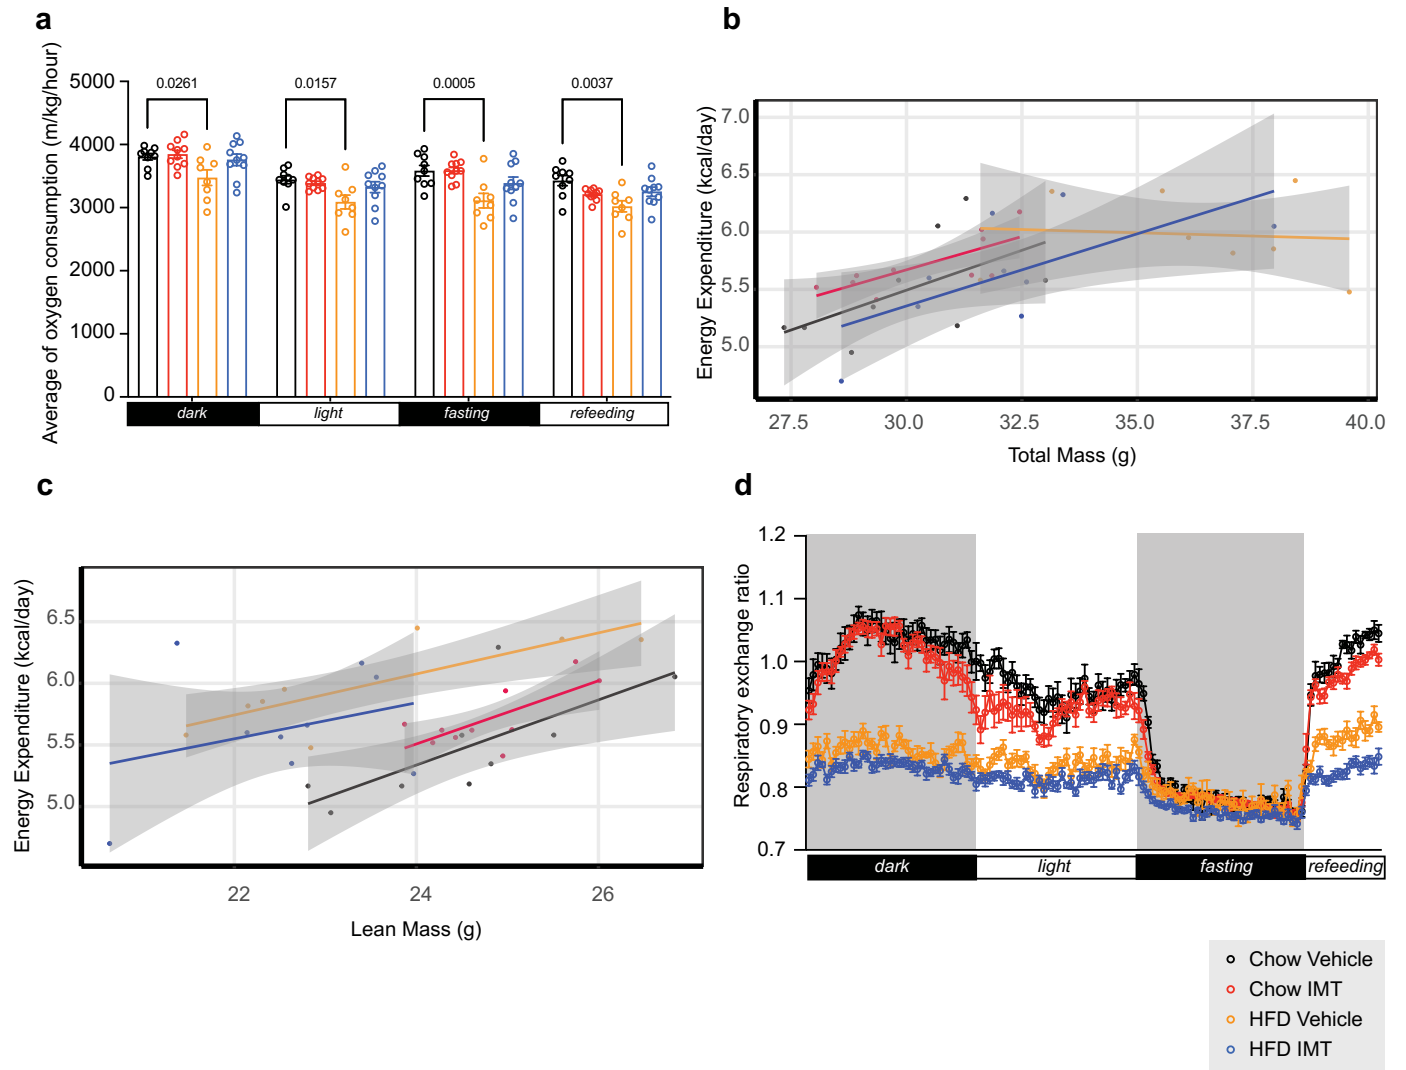 a
Average of oxygen consumption (m/kg/hour)
5000
4000
3000
2000
1000
0
0.0261
0.0157
0.0005
0.0037
dark
light
fasting
refeeding
b
Energy Expenditure (kcal/day)
7.0
6.5
6.0
5.5
5.0
27.5
30.0
32.5
35.0
37.5
40.0
Total Mass (g)
c
Energy Expenditure (kcal/day)
6.5
6.0
5.5
5.0
22
24
26
Lean Mass (g)
d
Respiratory exchange ratio
1.2
1.1
1.0
0.9
0.8
0.7
dark
light
fasting
refeeding
Chow Vehicle
Chow IMT
HFD Vehicle
HFD IMT